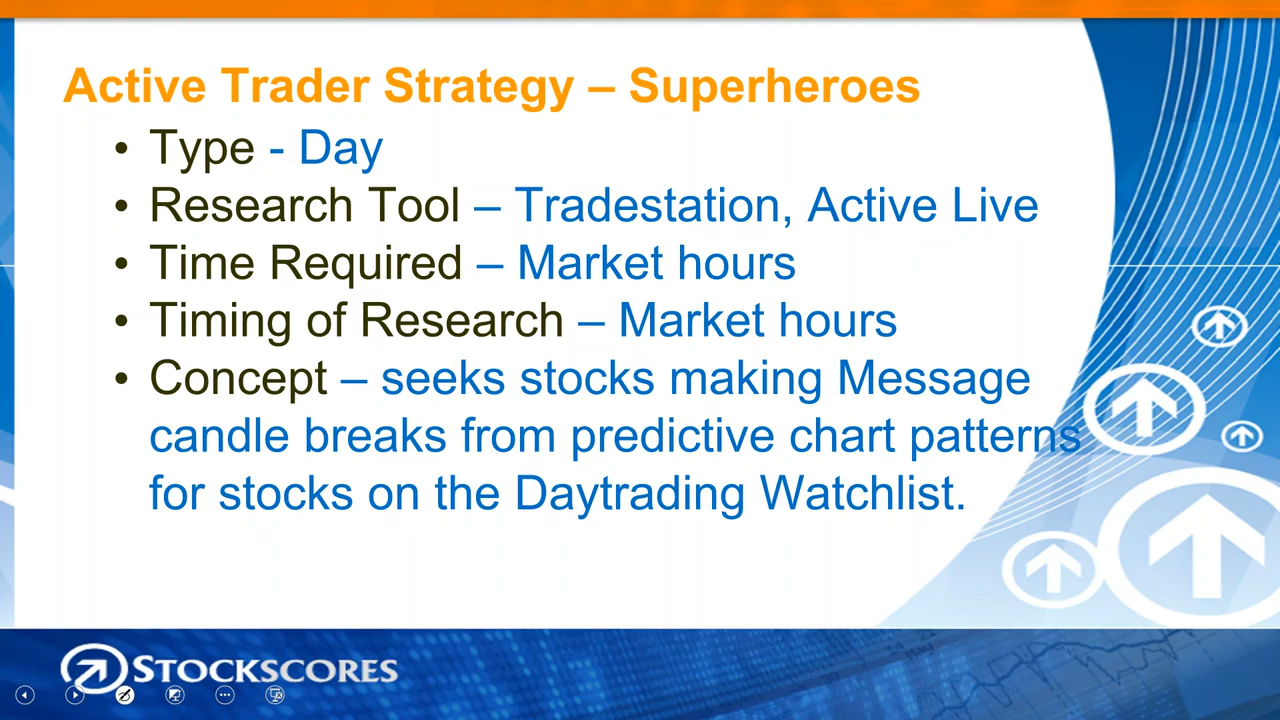 Active Trader Strategy – Superheroes
• Type - Day
• Research Tool – Tradestation, Active Live
• Time Required – Market hours
• Timing of Research – Market hours
• Concept – seeks stocks making Message
candle breaks from predictive chart patterns
for stocks on the Daytrading Watchlist.
STOCKSCORES